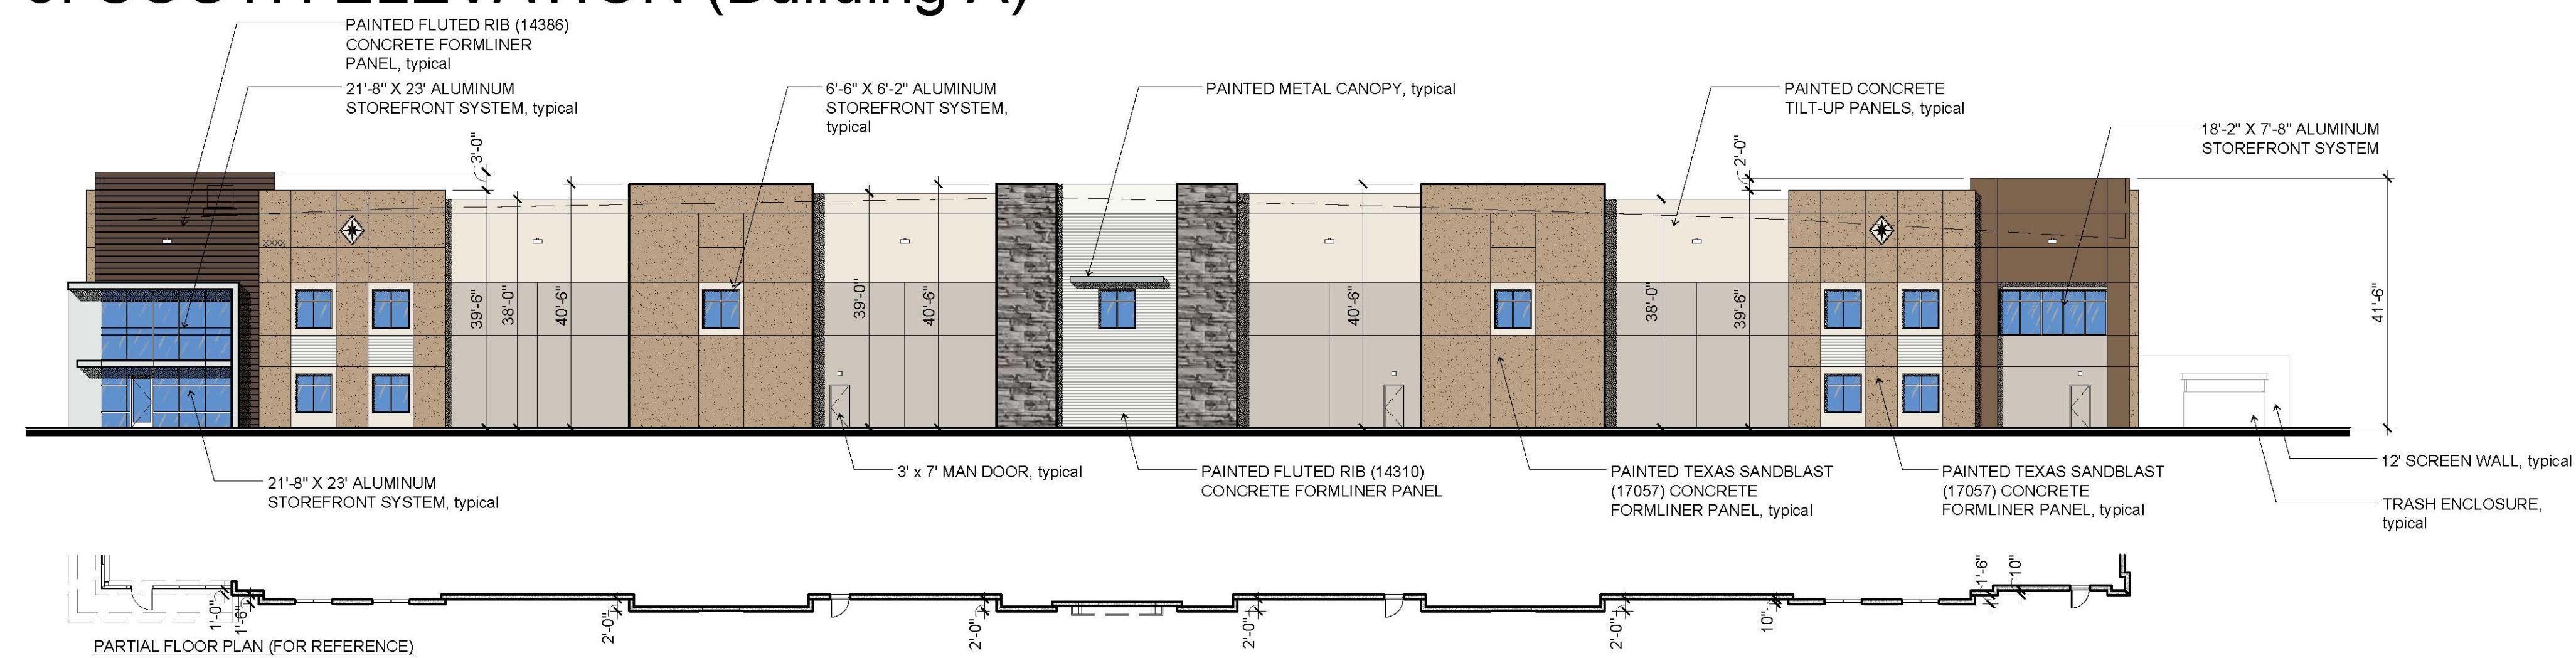 SOUTH ELEVATION (Building A)
PAINTED FLUTED RIB (14386)
CONCRETE FORMLINER
PANEL, typical
21'-8" X 23' ALUMINUM
STOREFRONT SYSTEM, typical
6'-6" X 6'-2" ALUMINUM
STOREFRONT SYSTEM,
typical
PAINTED METAL CANOPY, typical
PAINTED CONCRETE
TILT-UP PANELS, typical
18'-2" X 7'-8" ALUMINUM
STOREFRONT SYSTEM
3'-0"
2'-0"
XXXX
39'-6"
38'-0"
40'-6"
39'-0"
40'-6"
40'-6"
38'-0"
39'-6"
41'-6"
21'-8" X 23' ALUMINUM
STOREFRONT SYSTEM, typical
3' x 7' MAN DOOR, typical
PAINTED FLUTED RIB (14310)
CONCRETE FORMLINER PANEL
PAINTED TEXAS SANDBLAST
(17057) CONCRETE
FORMLINER PANEL, typical
PAINTED TEXAS SANDBLAST
(17057) CONCRETE
FORMLINER PANEL, typical
12' SCREEN WALL, typical
TRASH ENCLOSURE,
typical
1'-0"
1'-6"
2'-0"
2'-0"
2'-0"
2'-0"
10"
1'-6"
10"
PARTIAL FLOOR PLAN (FOR REFERENCE)